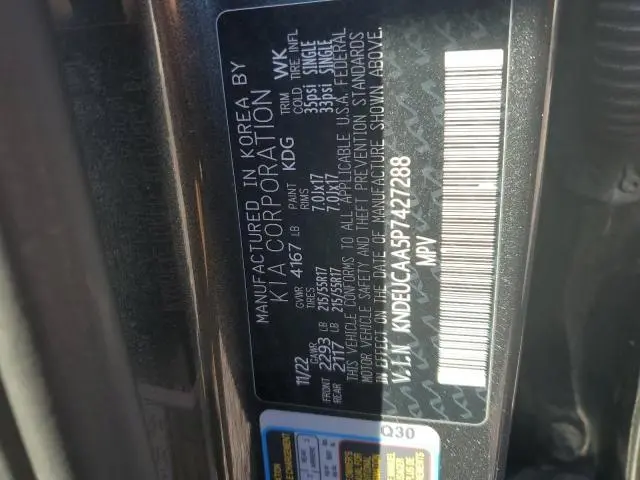 MANUFACTURED IN KOREA BY
KIA CORPORATION
11/22 GVWR 4167 LB PAINT KDG TRIM WK
GAWR TIRES RIMS COLD TIRE INFL
FRONT 2293 LB 215/55R17 7.0Jx17 35psi SINGLE
REAR 2117 LB 215/55R17 7.0Jx17 33psi SINGLE
THIS VEHICLE CONFORMS TO ALL APPLICABLE U.S.A. FEDERAL
MOTOR VEHICLE SAFETY AND THEFT PREVENTION STANDARDS
IN EFFECT ON THE DATE OF MANUFACTURE SHOWN ABOVE.
V.I.N KNDEUCAA5P7427288
MPV
Q30